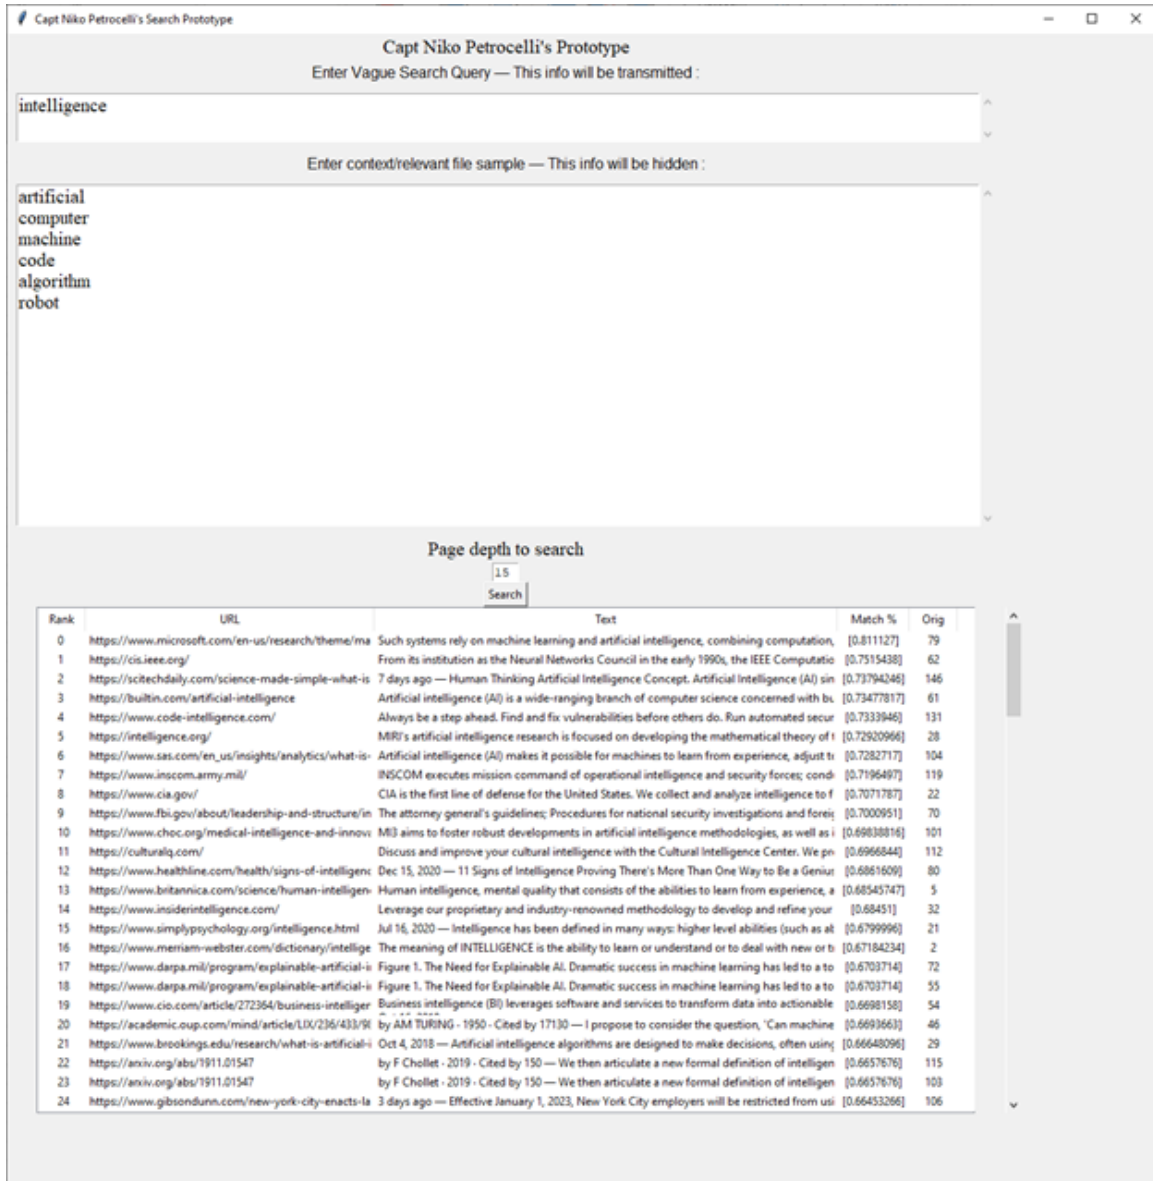 Capt Niko Petrocelli's Search Prototype
Capt Niko Petrocelli's Prototype
Enter Vague Search Query — This info will be transmitted :
intelligence
Enter context/relevant file sample — This info will be hidden :
artificial
computer
machine
code
algorithm
robot
Page depth to search
15
Search
Rank URL Text Match % Orig
0 https://www.microsoft.com/en-us/research/theme/ma Such systems rely on machine learning and artificial intelligence, combining computation, [0.811127] 79
1 https://cis.ieee.org/ From its institution as the Neural Networks Council in the early 1990s, the IEEE Computatio [0.7515438] 62
2 https://scitechdaily.com/science-made-simple-what-is 7 days ago — Human Thinking Artificial Intelligence Concept. Artificial Intelligence (AI) sin [0.73794246] 146
3 https://builtin.com/artificial-intelligence Artificial intelligence (AI) is a wide-ranging branch of computer science concerned with bu [0.73477817] 61
4 https://www.code-intelligence.com/ Always be a step ahead. Find and fix vulnerabilities before others do. Run automated secur [0.7333946] 131
5 https://intelligence.org/ MIRI's artificial intelligence research is focused on developing the mathematical theory of t [0.72920966] 28
6 https://www.sas.com/en_us/insights/analytics/what-is- Artificial intelligence (AI) makes it possible for machines to learn from experience, adjust t [0.7282717] 104
7 https://www.inscom.army.mil/ INSCOM executes mission command of operational intelligence and security forces; cond [0.7196497] 119
8 https://www.cia.gov/ CIA is the first line of defense for the United States. We collect and analyze intelligence to f [0.7071787] 22
9 https://www.fbi.gov/about/leadership-and-structure/in The attorney general's guidelines; Procedures for national security investigations and foreig [0.7000951] 70
10 https://www.choc.org/medical-intelligence-and-innova MI3 aims to foster robust developments in artificial intelligence methodologies, as well as i [0.69838816] 101
11 https://culturalq.com/ Discuss and improve your cultural intelligence with the Cultural Intelligence Center. We pr [0.6966844] 112
12 https://www.healthline.com/health/signs-of-intelligenc Dec 15, 2020 — 11 Signs of Intelligence Proving There's More Than One Way to Be a Geniu [0.6861609] 80
13 https://www.britannica.com/science/human-intelligen Human intelligence, mental quality that consists of the abilities to learn from experience, a [0.68545747] 5
14 https://www.insiderintelligence.com/ Leverage our proprietary and industry-renowned methodology to develop and refine your [0.68451] 32
15 https://www.simplypsychology.org/intelligence.html Jul 16, 2020 — Intelligence has been defined in many ways: higher level abilities (such as ab [0.6799996] 21
16 https://www.merriam-webster.com/dictionary/intellige The meaning of INTELLIGENCE is the ability to learn or understand or to deal with new or t [0.67184234] 2
17 https://www.darpa.mil/program/explainable-artificial-i Figure 1. The Need for Explainable AI. Dramatic success in machine learning has led to a to [0.6703714] 72
18 https://www.darpa.mil/program/explainable-artificial-i Figure 1. The Need for Explainable AI. Dramatic success in machine learning has led to a to [0.6703714] 55
19 https://www.cio.com/article/272364/business-intelliger Business intelligence (BI) leverages software and services to transform data into actionable [0.6698158] 54
20 https://academic.oup.com/mind/article/LIX/236/433/9 by AM TURING · 1950 · Cited by 17130 — I propose to consider the question, 'Can machine [0.6693663] 46
21 https://www.brookings.edu/research/what-is-artificial-i Oct 4, 2018 — Artificial intelligence algorithms are designed to make decisions, often using [0.66648096] 29
22 https://arxiv.org/abs/1911.01547 by F Chollet · 2019 · Cited by 150 — We then articulate a new formal definition of intelligen [0.6657676] 115
23 https://arxiv.org/abs/1911.01547 by F Chollet · 2019 · Cited by 150 — We then articulate a new formal definition of intelligen [0.6657676] 103
24 https://www.gibsondunn.com/new-york-city-enacts-la 3 days ago — Effective January 1, 2023, New York City employers will be restricted from usi [0.66453266] 106